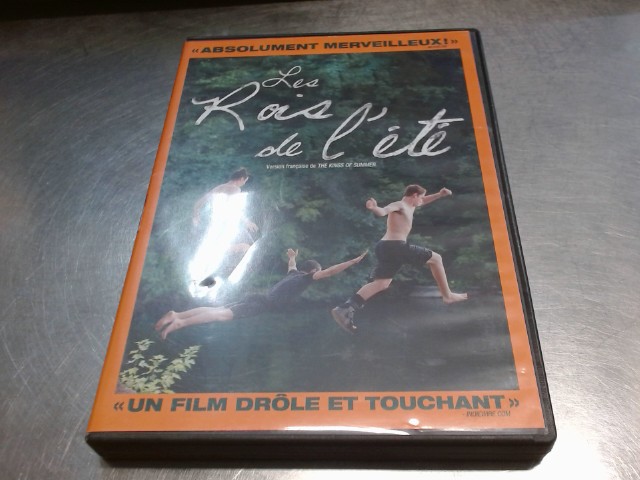 «ABSOLUMENT MERVEILLEUX!»
Les
Rois
de l'été
Version française de THE KINGS OF SUMMER
«UN FILM DRÔLE ET TOUCHANT»